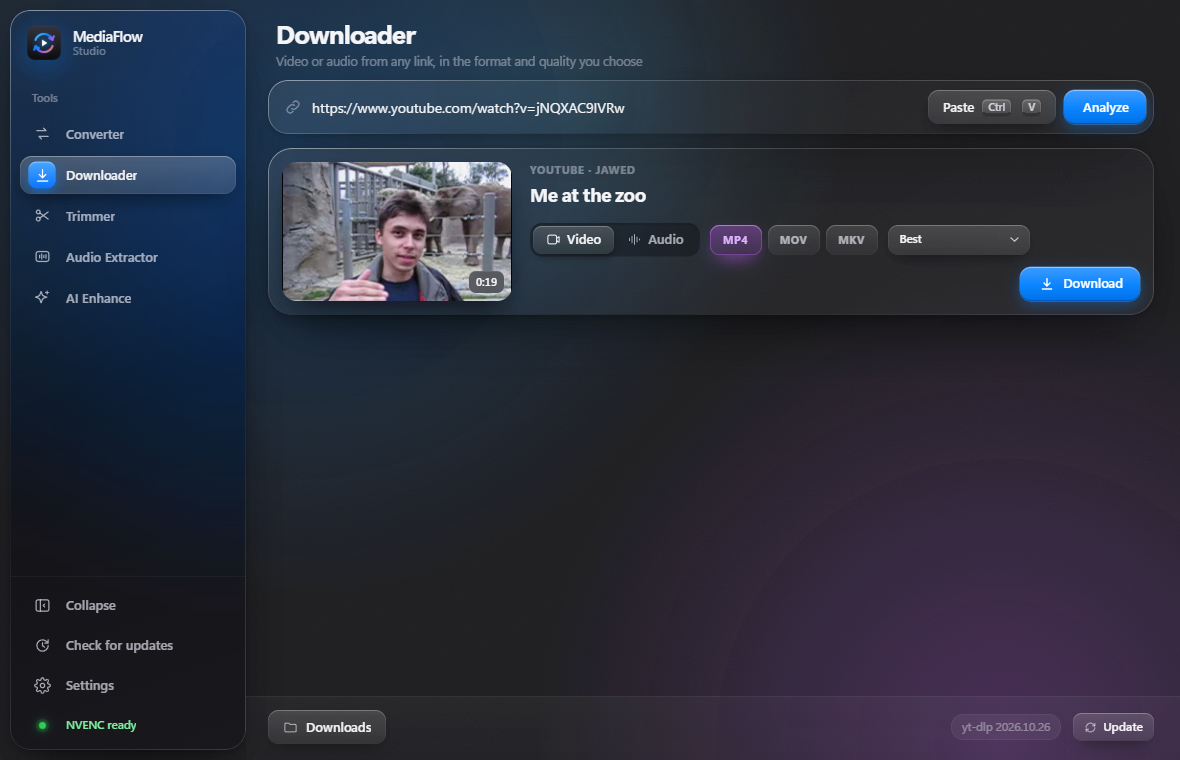 MediaFlow
Studio
Tools
Converter
Downloader
Trimmer
Audio Extractor
AI Enhance
Collapse
Check for updates
Settings
NVENC ready
Downloader
Video or audio from any link, in the format and quality you choose
https://www.youtube.com/watch?v=jNQXAC9IVRw
Paste Ctrl V
Analyze
0:19
YOUTUBE · JAWED
Me at the zoo
Video Audio MP4 MOV MKV Best
Download
Downloads
yt-dlp 2026.10.26
Update